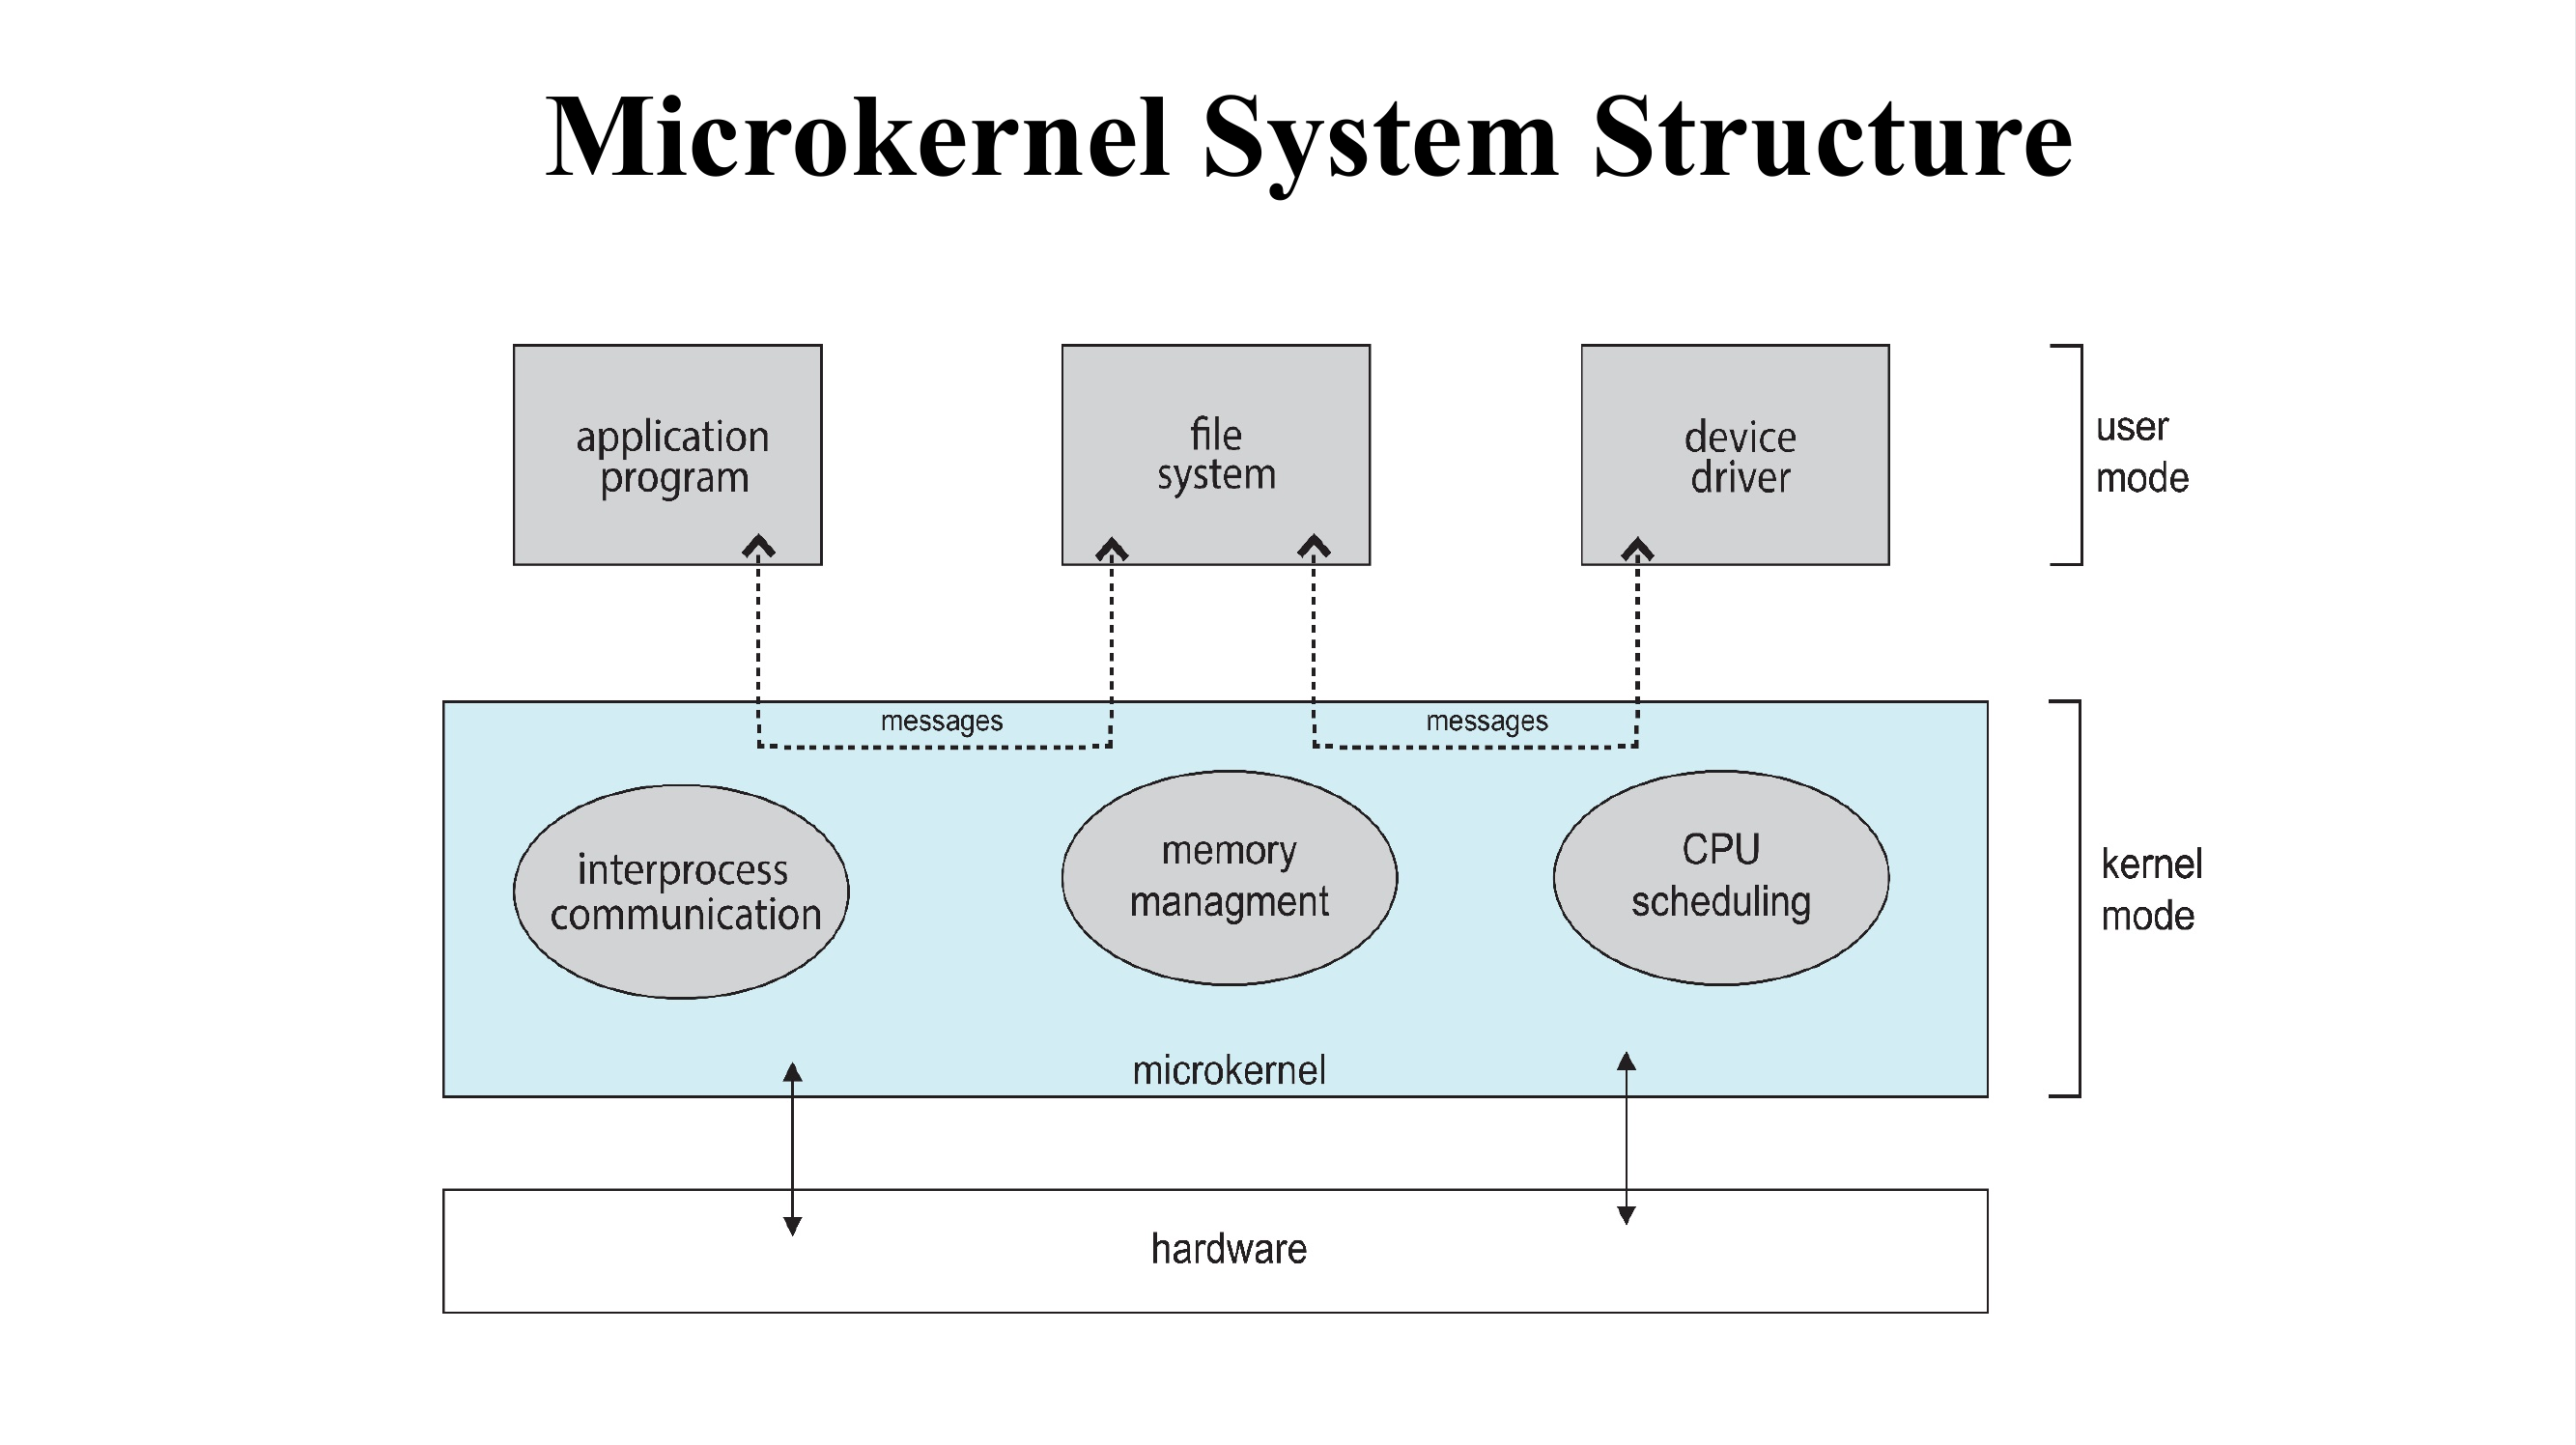 Microkernel System Structure
application
program
file
system
device
driver
user
mode
messages
messages
interprocess
communication
memory
managment
CPU
scheduling
kernel
mode
microkernel
hardware